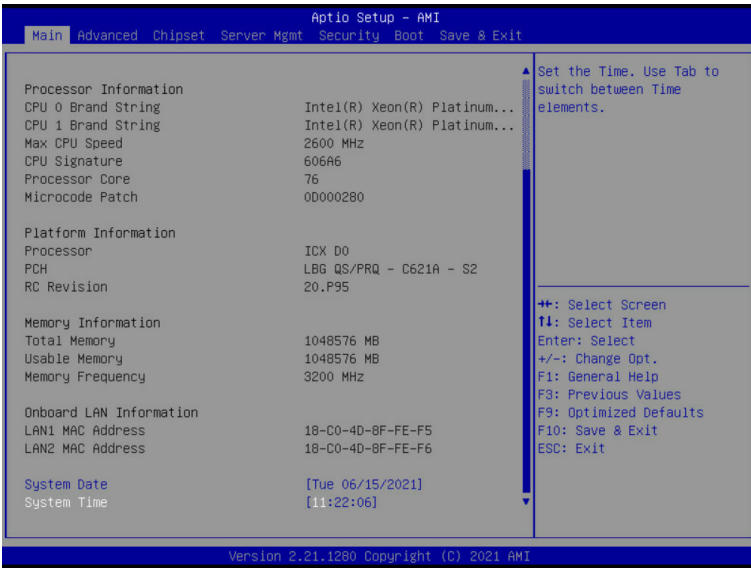 Aptio Setup - AMI
Main Advanced Chipset Server Mgmt Security Boot Save & Exit
Processor Information
CPU 0 Brand String Intel(R) Xeon(R) Platinum...
CPU 1 Brand String Intel(R) Xeon(R) Platinum...
Max CPU Speed 2600 MHz
CPU Signature 606A6
Processor Core 76
Microcode Patch 0D000280
Platform Information
Processor ICX D0
PCH LBG QS/PRQ - C621A - S2
RC Revision 20.P95
Memory Information
Total Memory 1048576 MB
Usable Memory 1048576 MB
Memory Frequency 3200 MHz
Onboard LAN Information
LAN1 MAC Address 18-C0-4D-8F-FE-F5
LAN2 MAC Address 18-C0-4D-8F-FE-F6
System Date [Tue 06/15/2021]
System Time [11:22:06]
Set the Time. Use Tab to
switch between Time
elements.
→←: Select Screen
↑↓: Select Item
Enter: Select
+/-: Change Opt.
F1: General Help
F3: Previous Values
F9: Optimized Defaults
F10: Save & Exit
ESC: Exit
Version 2.21.1280 Copyright (C) 2021 AMI